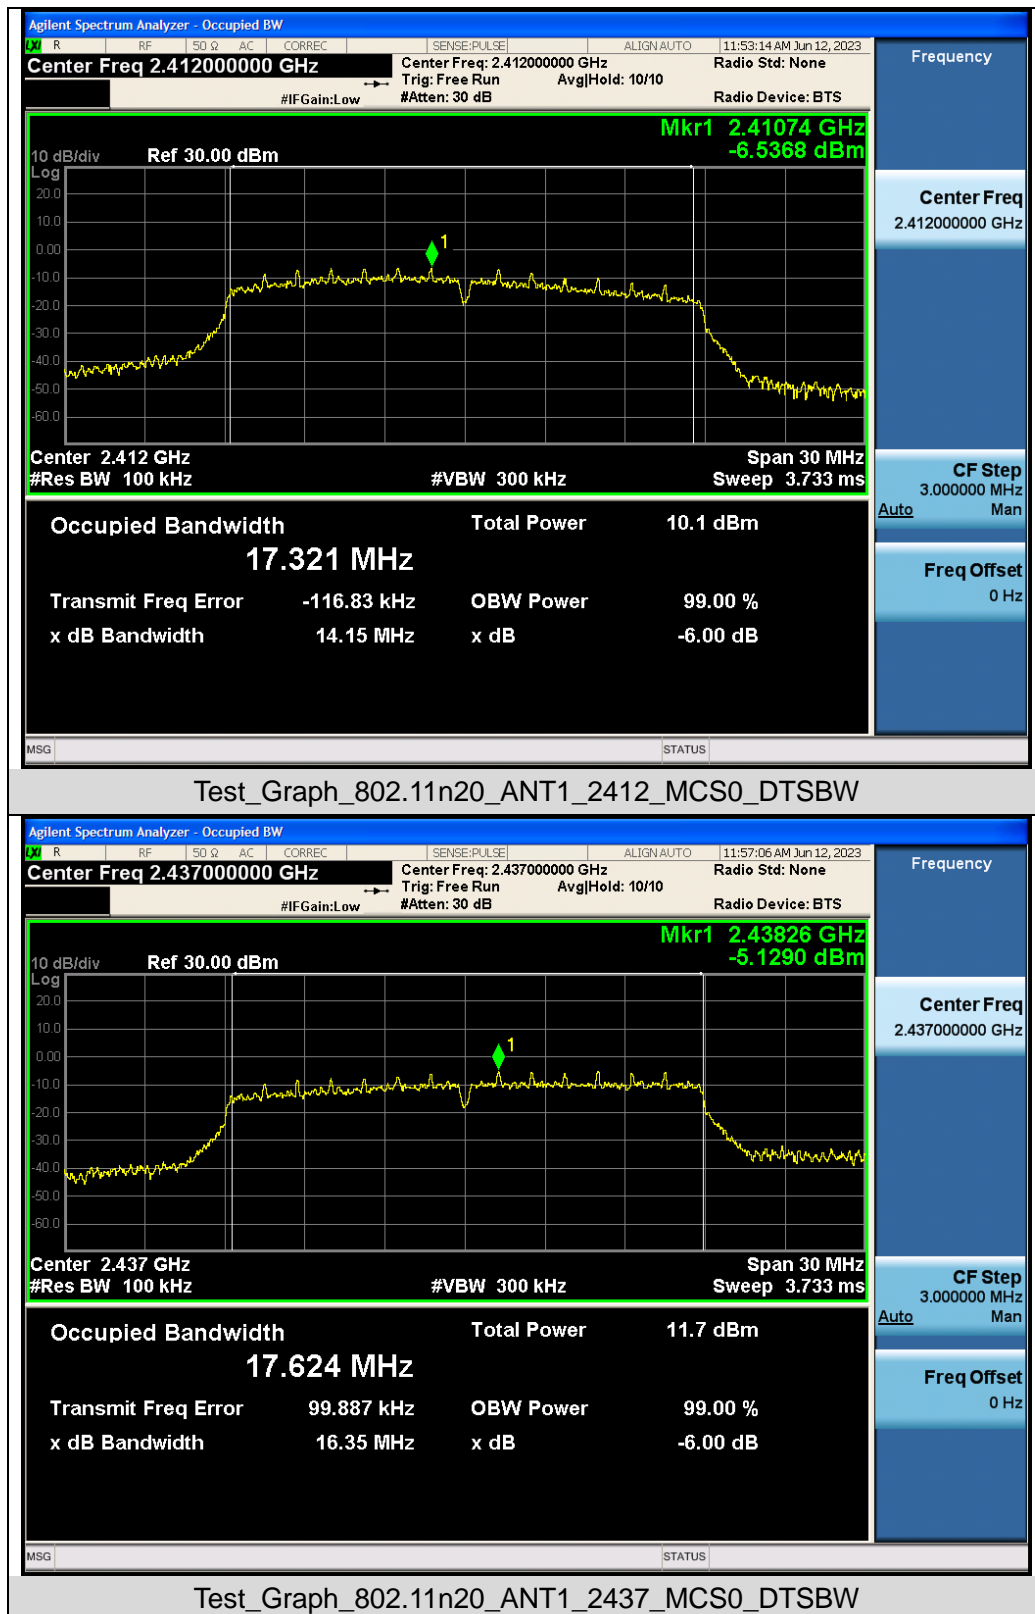 Agilent Spectrum Analyzer - Occupied BW
LXI R RF 50 Ω AC CORREC SENSE:PULSE ALIGN AUTO 11:53:14 AM Jun 12, 2023
Center Freq 2.412000000 GHz
Center Freq: 2.412000000 GHz
Radio Std: None
Trig: Free Run Avg|Hold: 10/10
#IFGain:Low #Atten: 30 dB Radio Device: BTS
Frequency
Mkr1 2.41074 GHz
-6.5368 dBm
10 dB/div Ref 30.00 dBm
Log
20.0
10.0
0.00
-10.0
-20.0
-30.0
-40.0
-50.0
-60.0
1
Center 2.412 GHz Span 30 MHz
#Res BW 100 kHz #VBW 300 kHz Sweep 3.733 ms
Center Freq
2.412000000 GHz
CF Step
3.000000 MHz
Auto Man
Freq Offset
0 Hz
Occupied Bandwidth Total Power 10.1 dBm
17.321 MHz
Transmit Freq Error -116.83 kHz OBW Power 99.00 %
x dB Bandwidth 14.15 MHz x dB -6.00 dB
MSG STATUS
Test_Graph_802.11n20_ANT1_2412_MCS0_DTSBW
Agilent Spectrum Analyzer - Occupied BW
LXI R RF 50 Ω AC CORREC SENSE:PULSE ALIGN AUTO 11:57:06 AM Jun 12, 2023
Center Freq 2.437000000 GHz
Center Freq: 2.437000000 GHz
Radio Std: None
Trig: Free Run Avg|Hold: 10/10
#IFGain:Low #Atten: 30 dB Radio Device: BTS
Frequency
Mkr1 2.43826 GHz
-5.1290 dBm
10 dB/div Ref 30.00 dBm
Log
20.0
10.0
0.00
-10.0
-20.0
-30.0
-40.0
-50.0
-60.0
1
Center 2.437 GHz Span 30 MHz
#Res BW 100 kHz #VBW 300 kHz Sweep 3.733 ms
Center Freq
2.437000000 GHz
CF Step
3.000000 MHz
Auto Man
Freq Offset
0 Hz
Occupied Bandwidth Total Power 11.7 dBm
17.624 MHz
Transmit Freq Error 99.887 kHz OBW Power 99.00 %
x dB Bandwidth 16.35 MHz x dB -6.00 dB
MSG STATUS
Test_Graph_802.11n20_ANT1_2437_MCS0_DTSBW